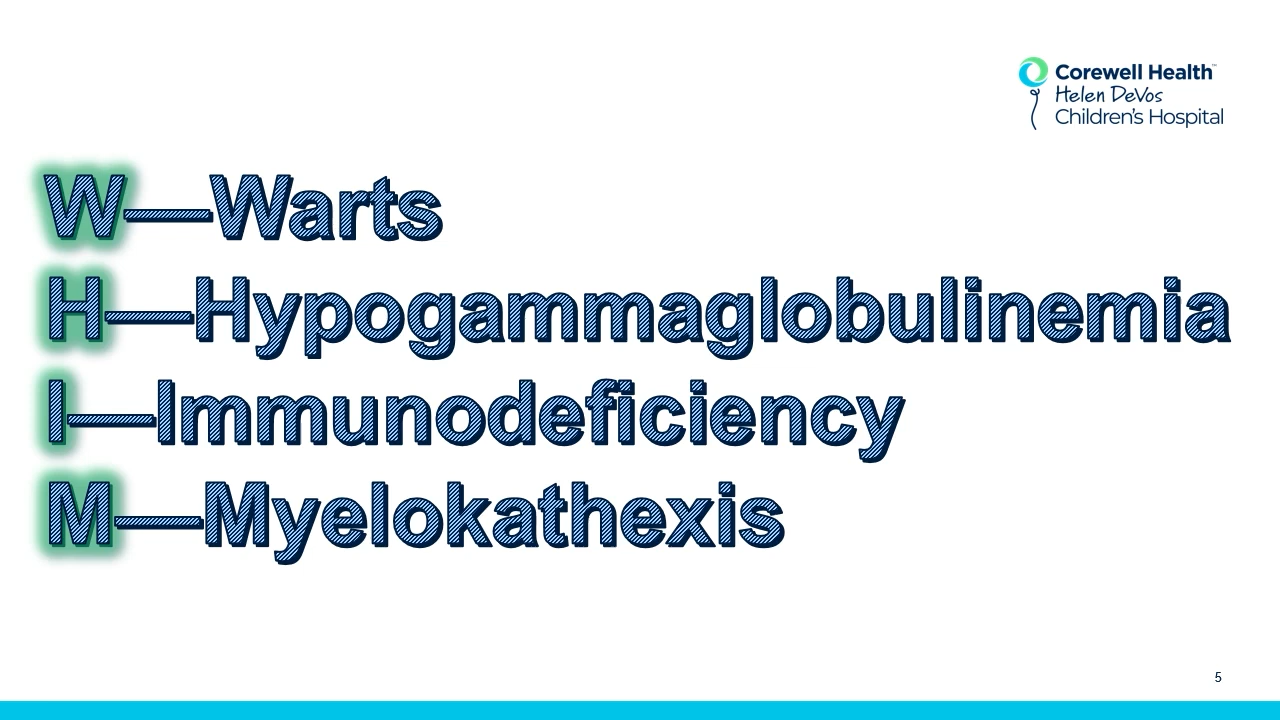 Corewell Health™
Helen DeVos
Children's Hospital
W—Warts
H—Hypogammaglobulinemia
I—Immunodeficiency
M—Myelokathexis
5